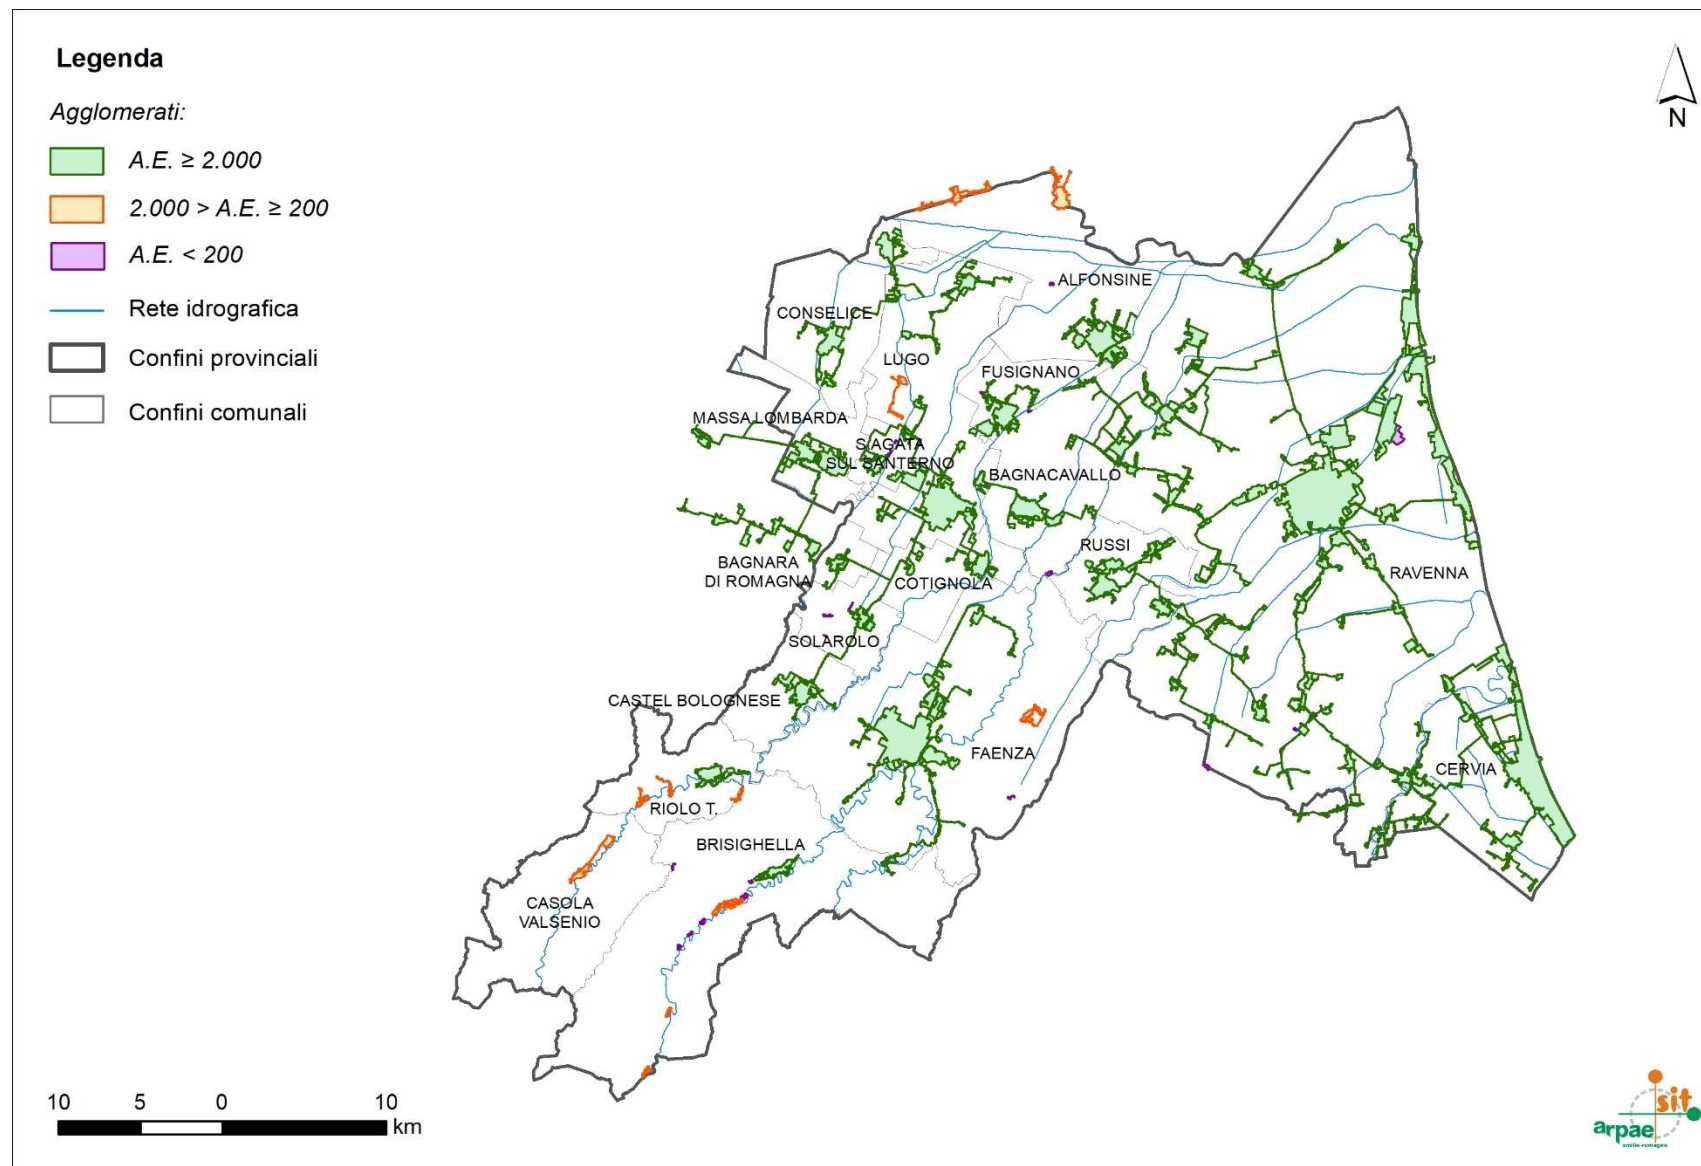 Legenda
Agglomerati:
A.E. ≥ 2.000
2.000 > A.E. ≥ 200
A.E. < 200
Rete idrografica
Confini provinciali
Confini comunali
N
ALFONSINE
CONSELICE
LUGO
FUSIGNANO
MASSA LOMBARDA
S.AGATA
SUL SANTERNO
BAGNACAVALLO
RUSSI
BAGNARA
DI ROMAGNA
COTIGNOLA
RAVENNA
SOLAROLO
CASTEL BOLOGNESE
FAENZA
CERVIA
RIOLO T.
BRISIGHELLA
CASOLA
VALSENIO
10 5 0 10
km
sit
arpae
emilia-romagna